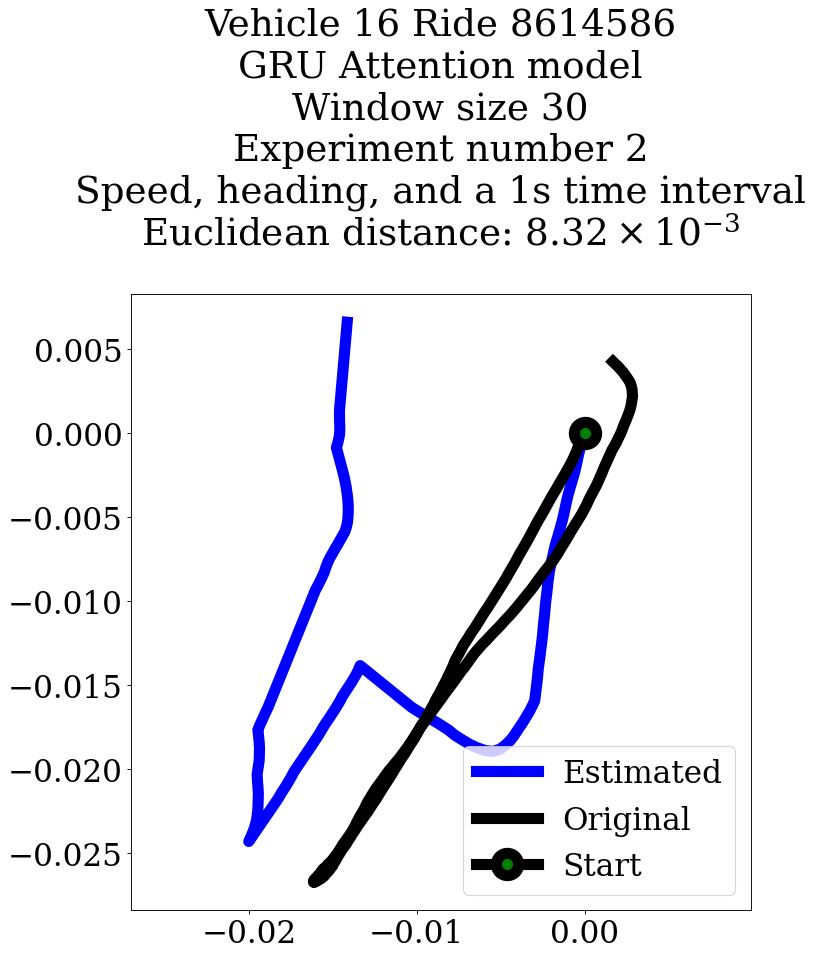 Vehicle 16 Ride 8614586
GRU Attention model
Window size 30
Experiment number 2
Speed, heading, and a 1s time interval
Euclidean distance: 8.32 × 10⁻³
0.005
0.000
−0.005
−0.010
−0.015
−0.020
−0.025
Estimated
Original
Start
−0.02
−0.01
0.00